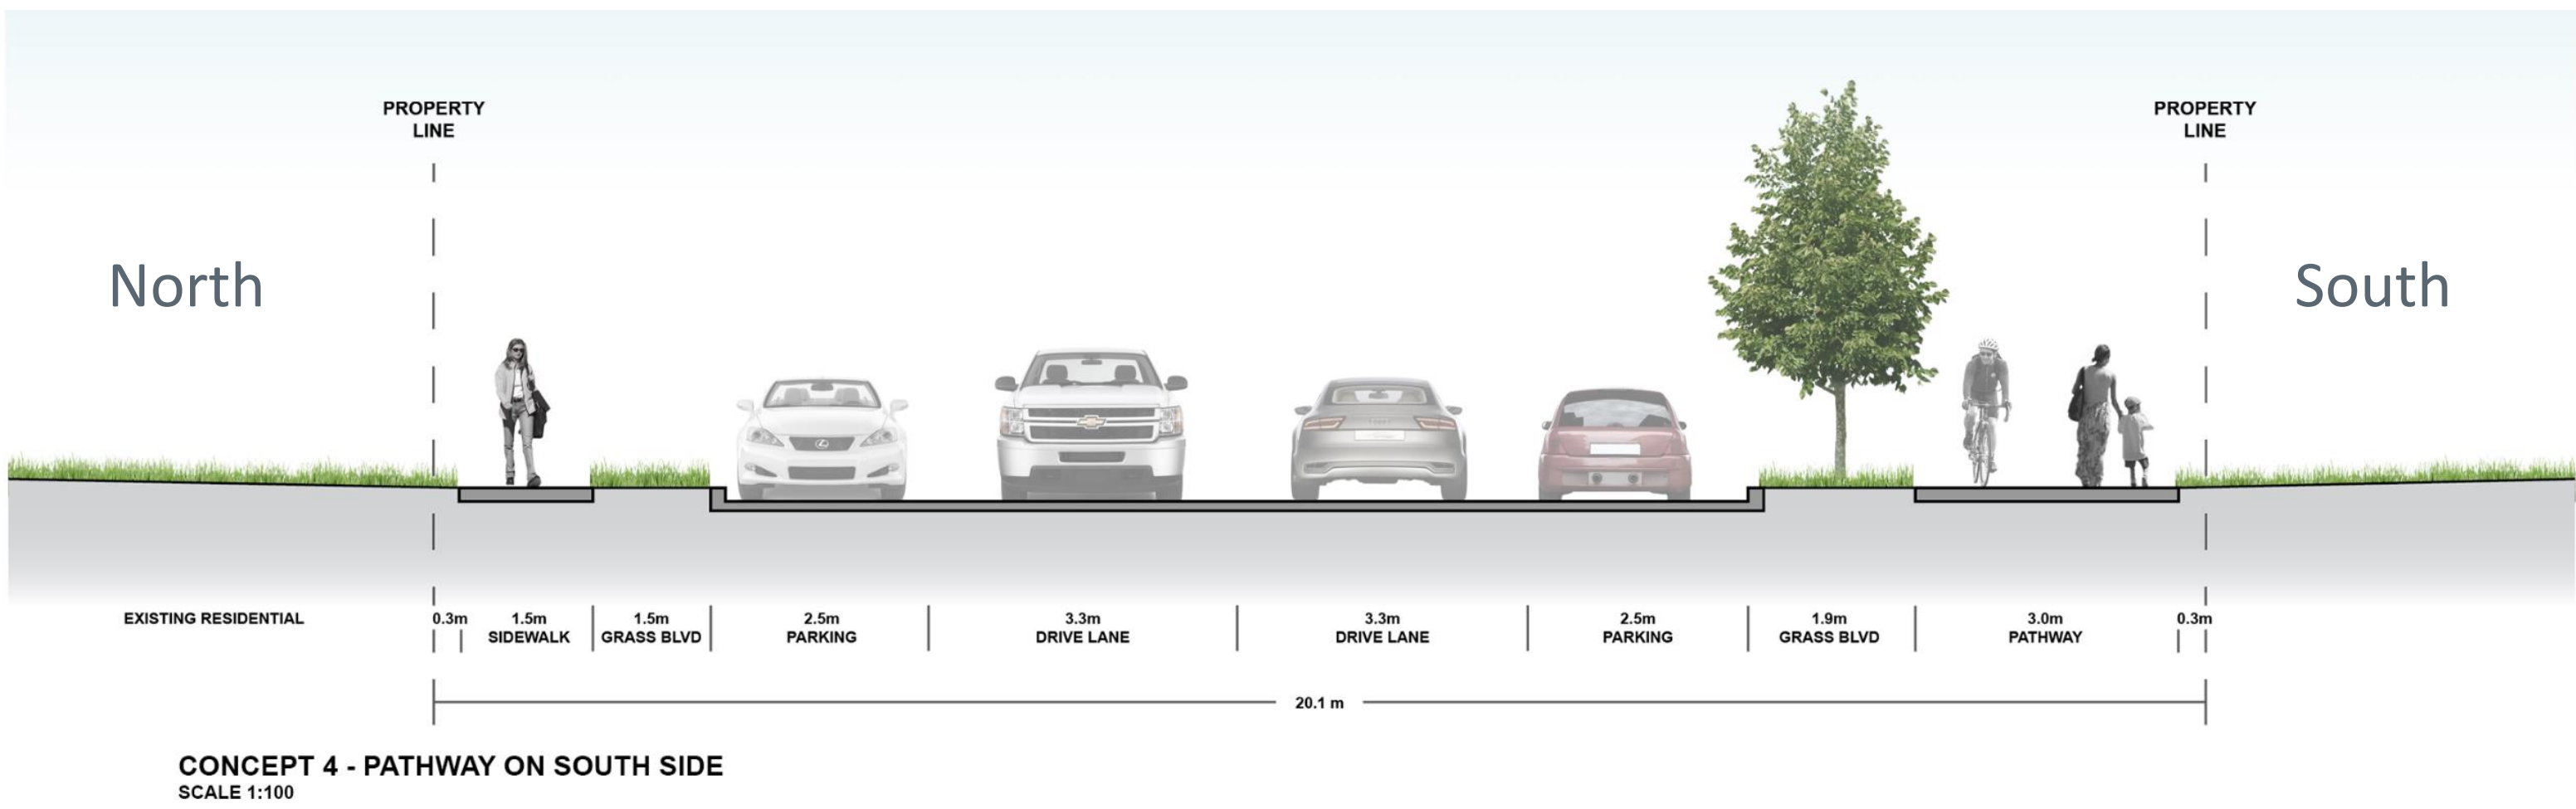 PROPERTY
LINE
PROPERTY
LINE
North
South
EXISTING RESIDENTIAL
0.3m
1.5m
SIDEWALK
1.5m
GRASS BLVD
2.5m
PARKING
3.3m
DRIVE LANE
3.3m
DRIVE LANE
2.5m
PARKING
1.9m
GRASS BLVD
3.0m
PATHWAY
0.3m
20.1 m
CONCEPT 4 - PATHWAY ON SOUTH SIDE
SCALE 1:100